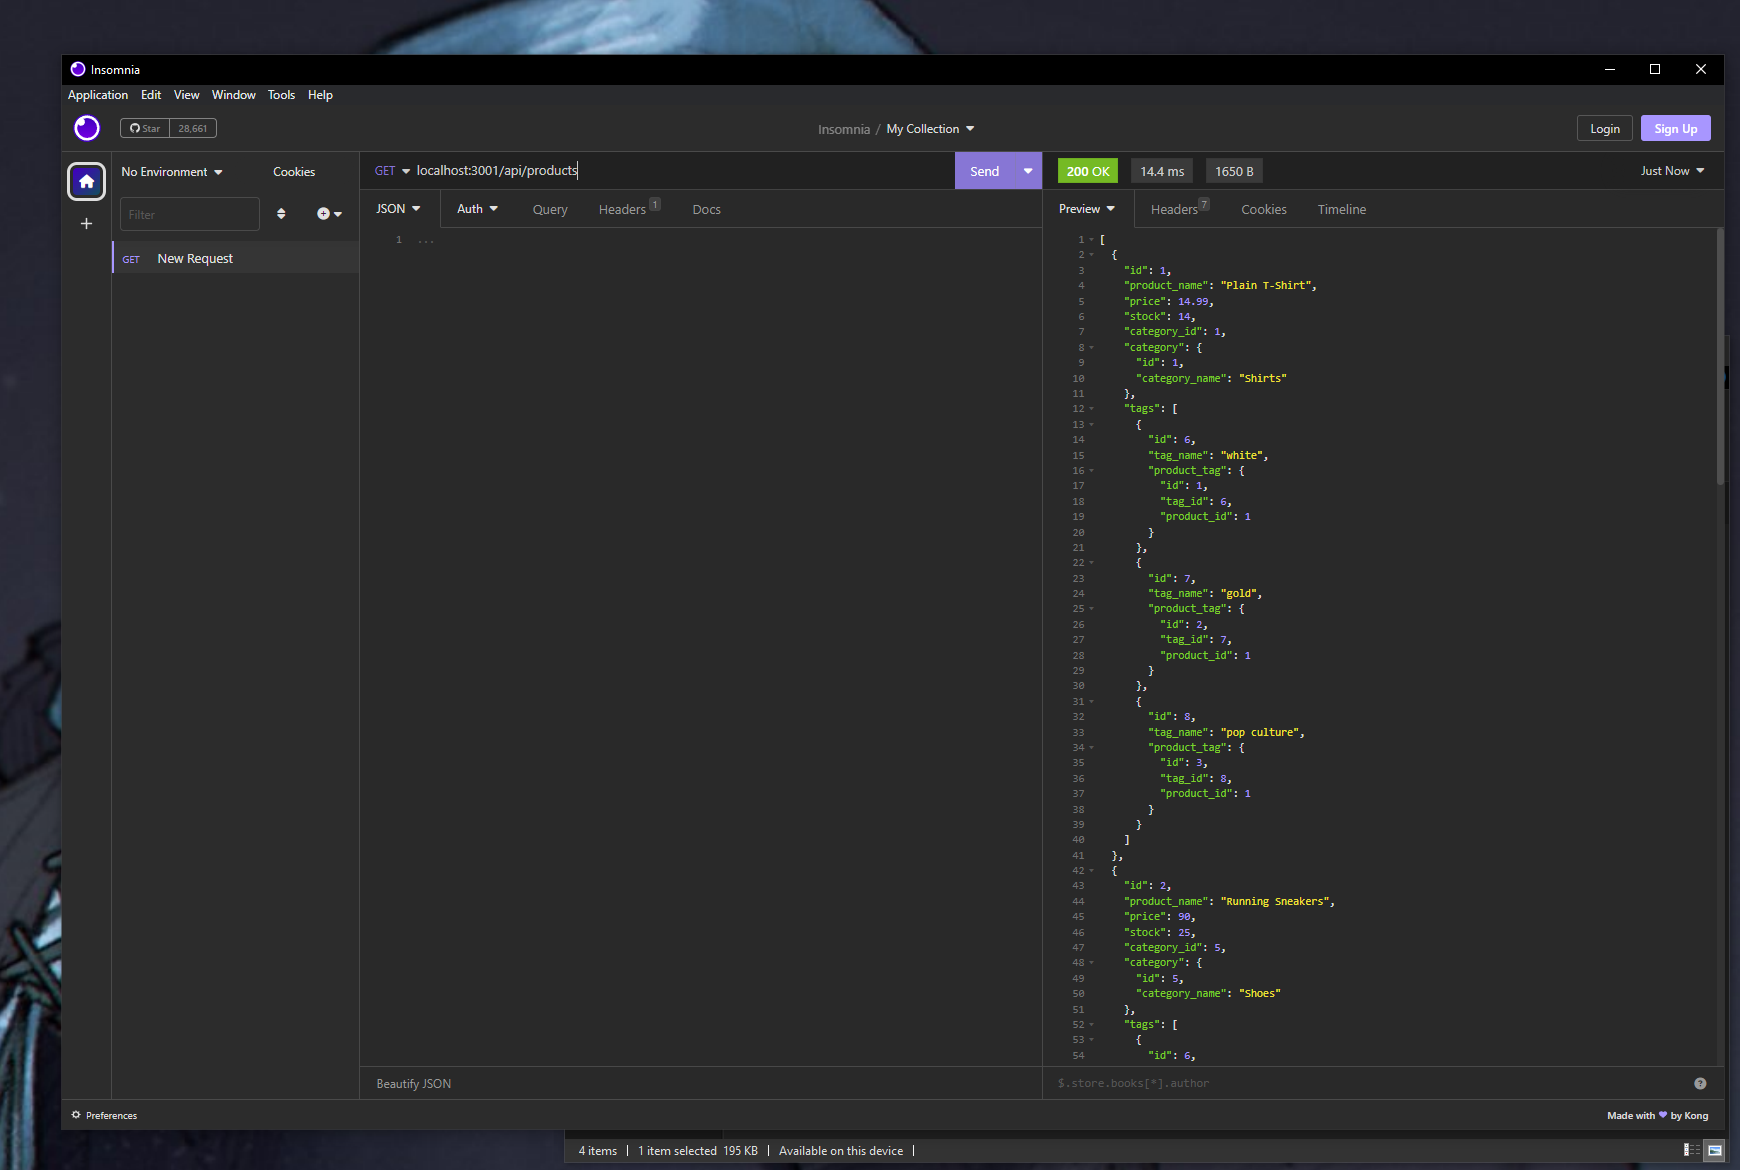 Insomnia
Application Edit View Window Tools Help
Star 28,661
Insomnia / My Collection
Login Sign Up
No Environment Cookies
Filter
GET New Request
GET localhost:3001/api/products Send
JSON Auth Query Headers 1 Docs
1 ...
Beautify JSON
200 OK 14.4 ms 1650 B Just Now
Preview Headers 7 Cookies Timeline
1 [
2 {
3 "id": 1,
4 "product_name": "Plain T-Shirt",
5 "price": 14.99,
6 "stock": 14,
7 "category_id": 1,
8 "category": {
9 "id": 1,
10 "category_name": "Shirts"
11 },
12 "tags": [
13 {
14 "id": 6,
15 "tag_name": "white",
16 "product_tag": {
17 "id": 1,
18 "tag_id": 6,
19 "product_id": 1
20 }
21 },
22 {
23 "id": 7,
24 "tag_name": "gold",
25 "product_tag": {
26 "id": 2,
27 "tag_id": 7,
28 "product_id": 1
29 }
30 },
31 {
32 "id": 8,
33 "tag_name": "pop culture",
34 "product_tag": {
35 "id": 3,
36 "tag_id": 8,
37 "product_id": 1
38 }
39 }
40 ]
41 },
42 {
43 "id": 2,
44 "product_name": "Running Sneakers",
45 "price": 90,
46 "stock": 25,
47 "category_id": 5,
48 "category": {
49 "id": 5,
50 "category_name": "Shoes"
51 },
52 "tags": [
53 {
54 "id": 6,
$.store.books[*].author
Preferences
Made with ♥ by Kong
4 items | 1 item selected 195 KB | Available on this device |